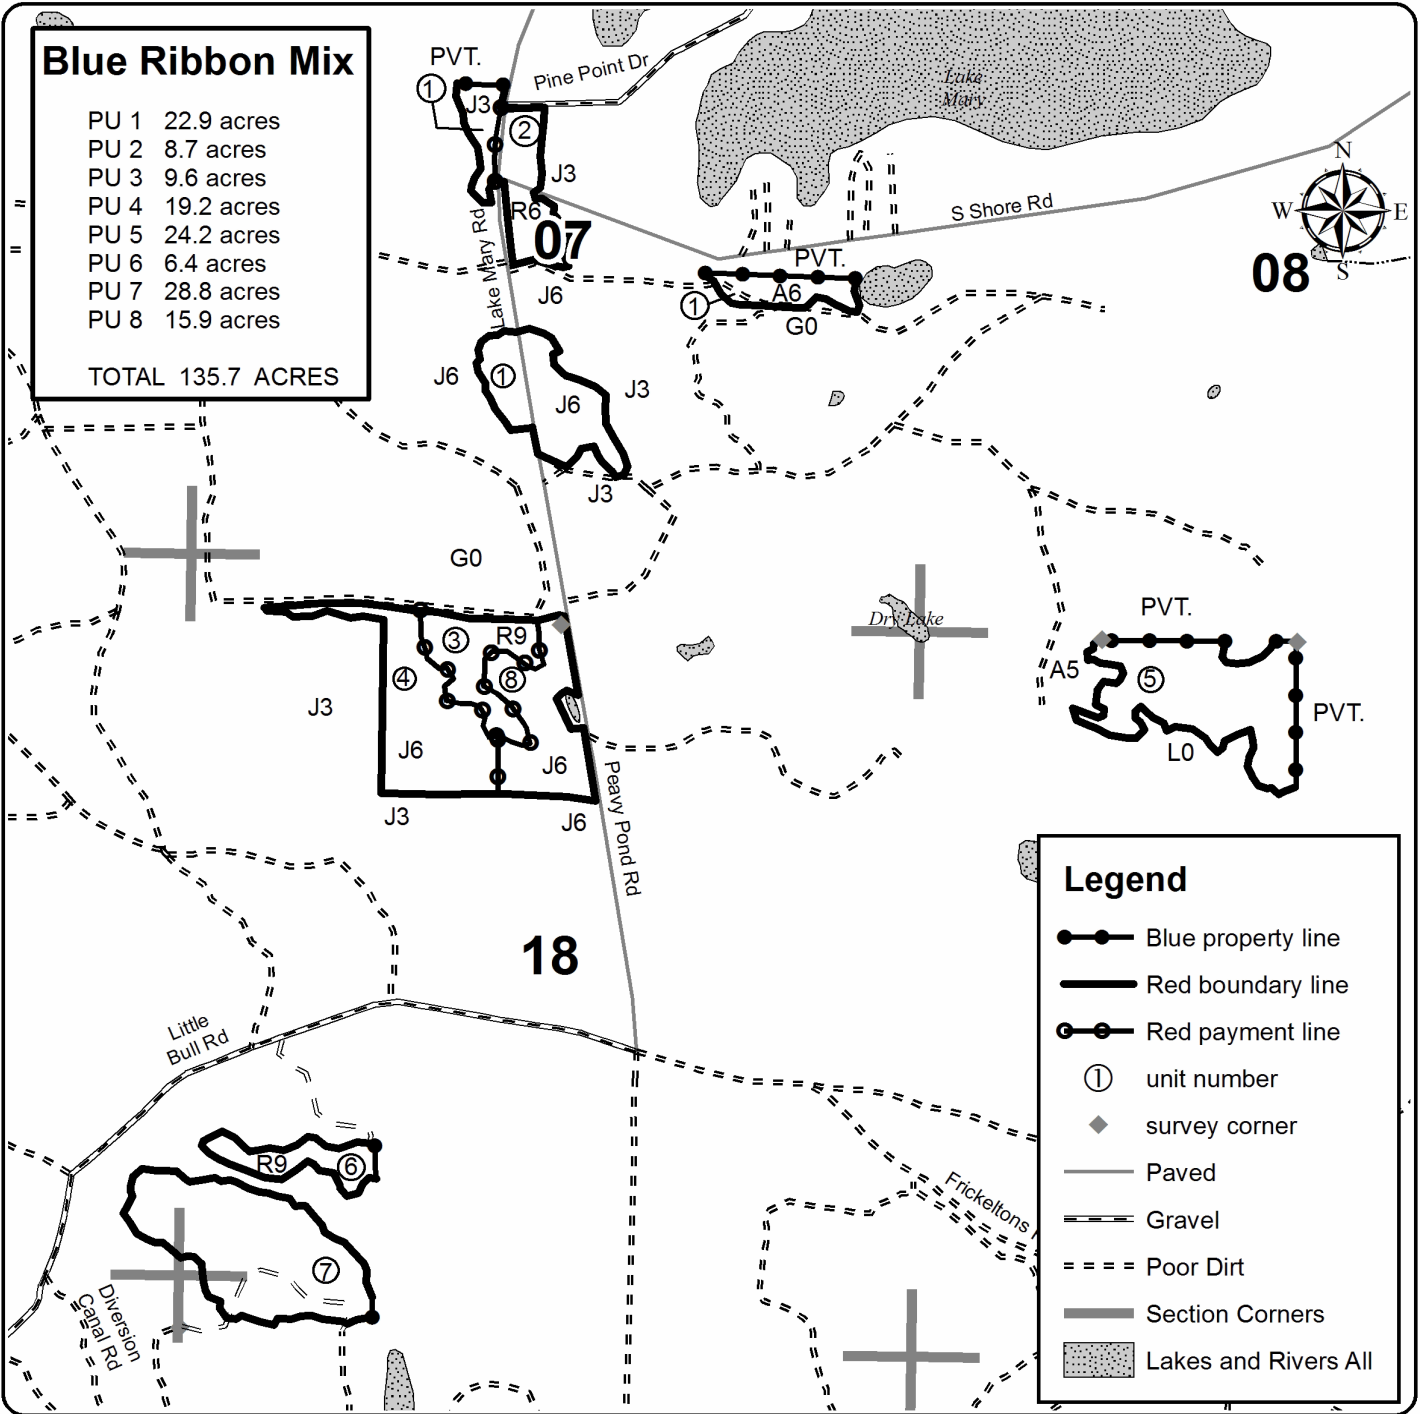 Blue Ribbon Mix
PU 1 22.9 acres
PU 2 8.7 acres
PU 3 9.6 acres
PU 4 19.2 acres
PU 5 24.2 acres
PU 6 6.4 acres
PU 7 28.8 acres
PU 8 15.9 acres
TOTAL 135.7 ACRES
PVT.
1
J3
2
Pine Point Dr
J3
R6
07
Lake Mary Rd
J6
Lake
Mary
S Shore Rd
N
W
E
S
08
PVT.
1
A6
G0
J6
1
J6
J3
J3
G0
3
R9
4
8
J3
J6
J6
J3
J6
Peavy Pond Rd
Dry Lake
PVT.
A5
5
PVT.
L0
18
Little
Bull Rd
R9
6
7
Diversion
Canal Rd
Frickeltons
Legend
Blue property line
Red boundary line
Red payment line
1
unit number
survey corner
Paved
Gravel
Poor Dirt
Section Corners
Lakes and Rivers All